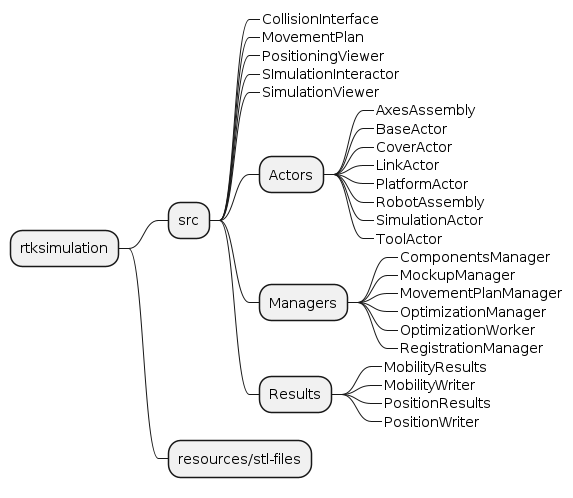 CollisionInterface
MovementPlan
PositioningViewer
SImulationInteractor
SimulationViewer
AxesAssembly
BaseActor
CoverActor
LinkActor
PlatformActor
RobotAssembly
SimulationActor
ToolActor
Actors
src
rtksimulation
ComponentsManager
MockupManager
MovementPlanManager
OptimizationManager
OptimizationWorker
RegistrationManager
Managers
MobilityResults
MobilityWriter
PositionResults
PositionWriter
Results
resources/stl-files